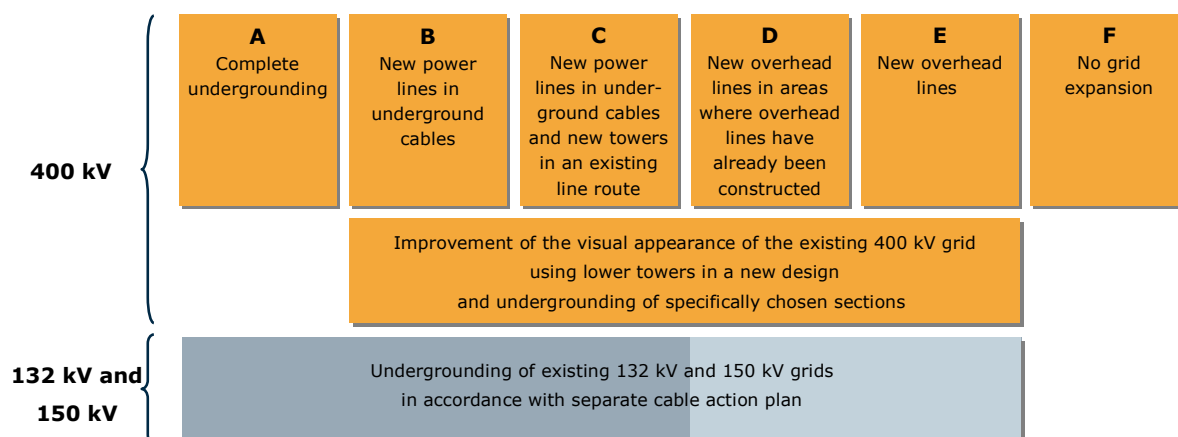 A
Complete
undergrounding
B
New power
lines in
underground
cables
C
New power
lines in under-
ground cables
and new towers
in an existing
line route
D
New overhead
lines in areas
where overhead
lines have
already been
constructed
E
New overhead
lines
F
No grid
expansion
400 kV
Improvement of the visual appearance of the existing 400 kV grid
using lower towers in a new design
and undergrounding of specifically chosen sections
132 kV and
150 kV
Undergrounding of existing 132 kV and 150 kV grids
in accordance with separate cable action plan